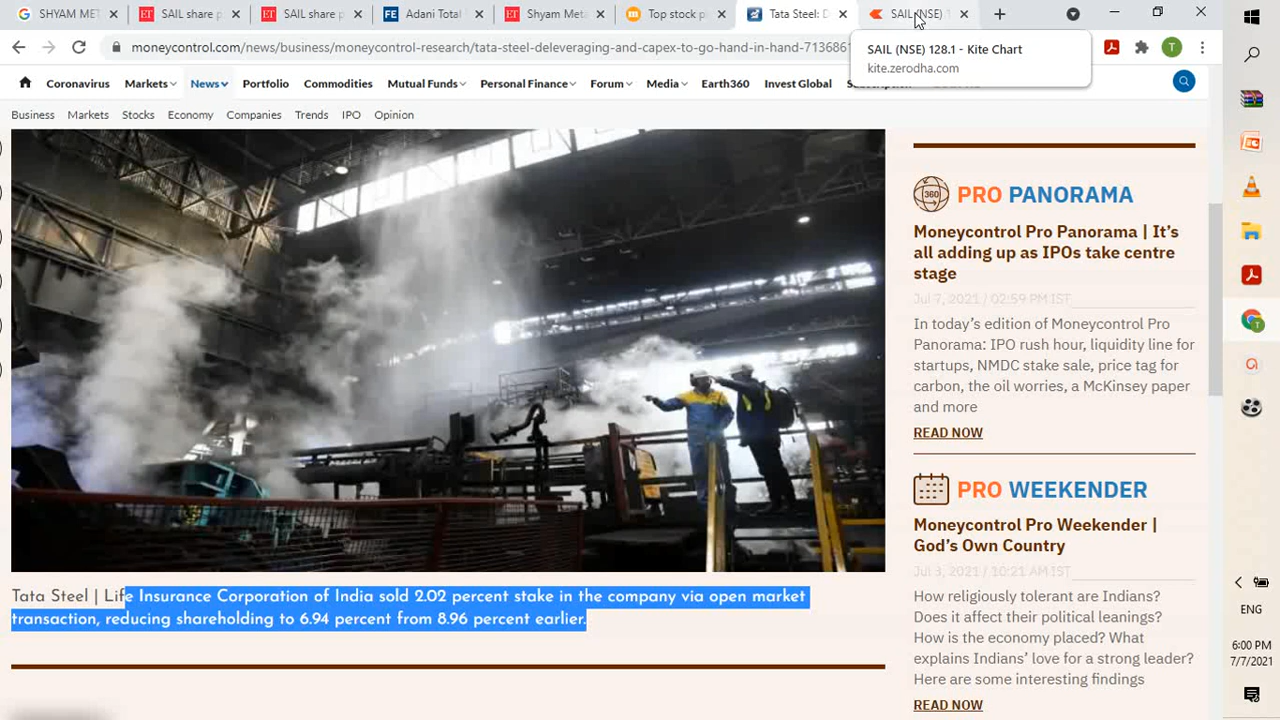 SHYAM MET
SAIL share p
SAIL share p
Adani Total
Shyam Meta
Top stock p
Tata Steel: D
SAIL (NSE) 1
moneycontrol.com/news/business/moneycontrol-research/tata-steel-deleveraging-and-capex-to-go-hand-in-hand-713686
SAIL (NSE) 128.1 - Kite Chart
kite.zerodha.com
T
Coronavirus Markets News Portfolio Commodities Mutual Funds Personal Finance Forum Media Earth360 Invest Global
Business Markets Stocks Economy Companies Trends IPO Opinion
360 PRO PANORAMA
Moneycontrol Pro Panorama | It's
all adding up as IPOs take centre
stage
Jul 7, 2021 / 02:59 PM IST
In today's edition of Moneycontrol Pro
Panorama: IPO rush hour, liquidity line for
startups, NMDC stake sale, price tag for
carbon, the oil worries, a McKinsey paper
and more
READ NOW
PRO WEEKENDER
Moneycontrol Pro Weekender |
God's Own Country
Jul 3, 2021 / 10:21 AM IST
How religiously tolerant are Indians?
Does it affect their political leanings?
How is the economy placed? What
explains Indians' love for a strong leader?
Here are some interesting findings
READ NOW
Tata Steel | Life Insurance Corporation of India sold 2.02 percent stake in the company via open market
transaction, reducing shareholding to 6.94 percent from 8.96 percent earlier.
ENG
6:00 PM
7/7/2021